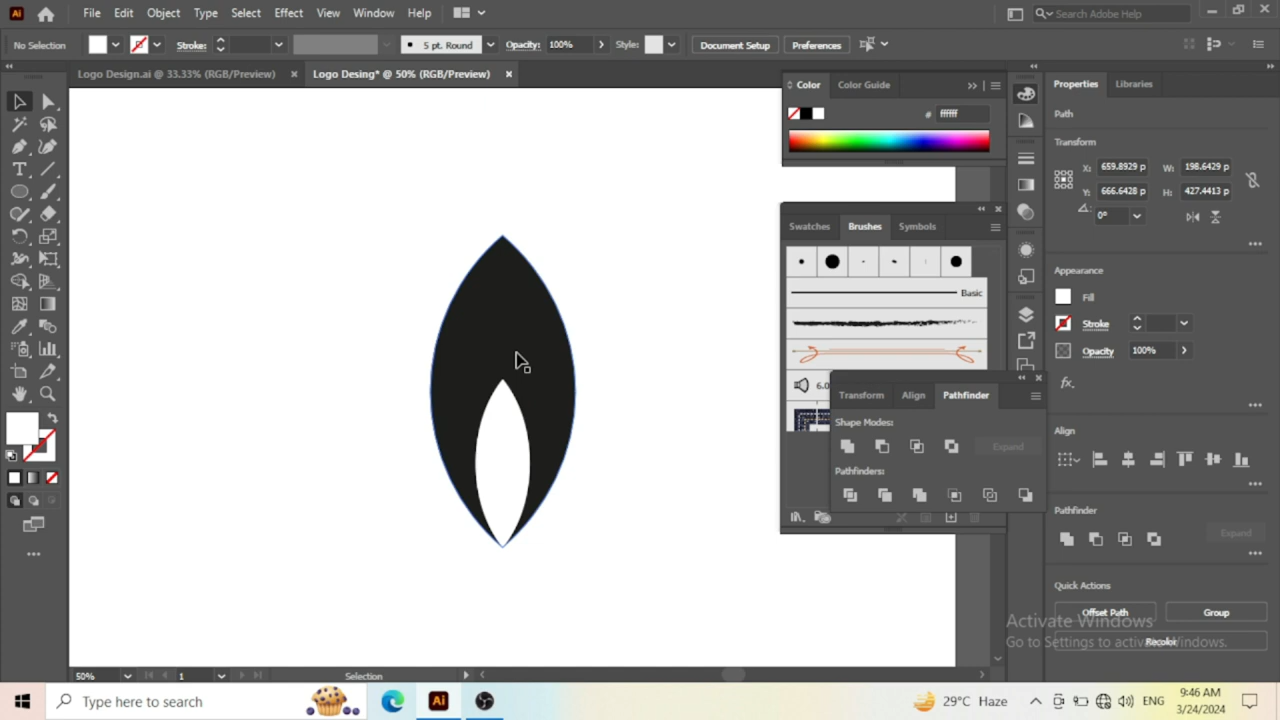 Ai File Edit Object Type Select Effect View Window Help Search Adobe Help
No Selection Stroke: 5 pt. Round Opacity: 100% Style: Document Setup Preferences
Logo Design.ai @ 33.33% (RGB/Preview) × Logo Desing* @ 50% (RGB/Preview) ×
Color Color Guide
# ffffff
Swatches Brushes Symbols
Basic
6.0
Transform Align Pathfinder
Shape Modes:
Expand
Pathfinders:
Properties Libraries
Path
Transform
X: 659.8929 p W: 198.6429 p
Y: 666.6428 p H: 427.4413 p
0°
Appearance
Fill
Stroke
Opacity 100%
fx.
Align
Pathfinder
Expand
Quick Actions
Offset Path Group
Recolor
Activate Windows
Go to Settings to activate Windows.
50% 1 Selection
Type here to search Ai 29°C Haze ENG 9:46 AM
3/24/2024